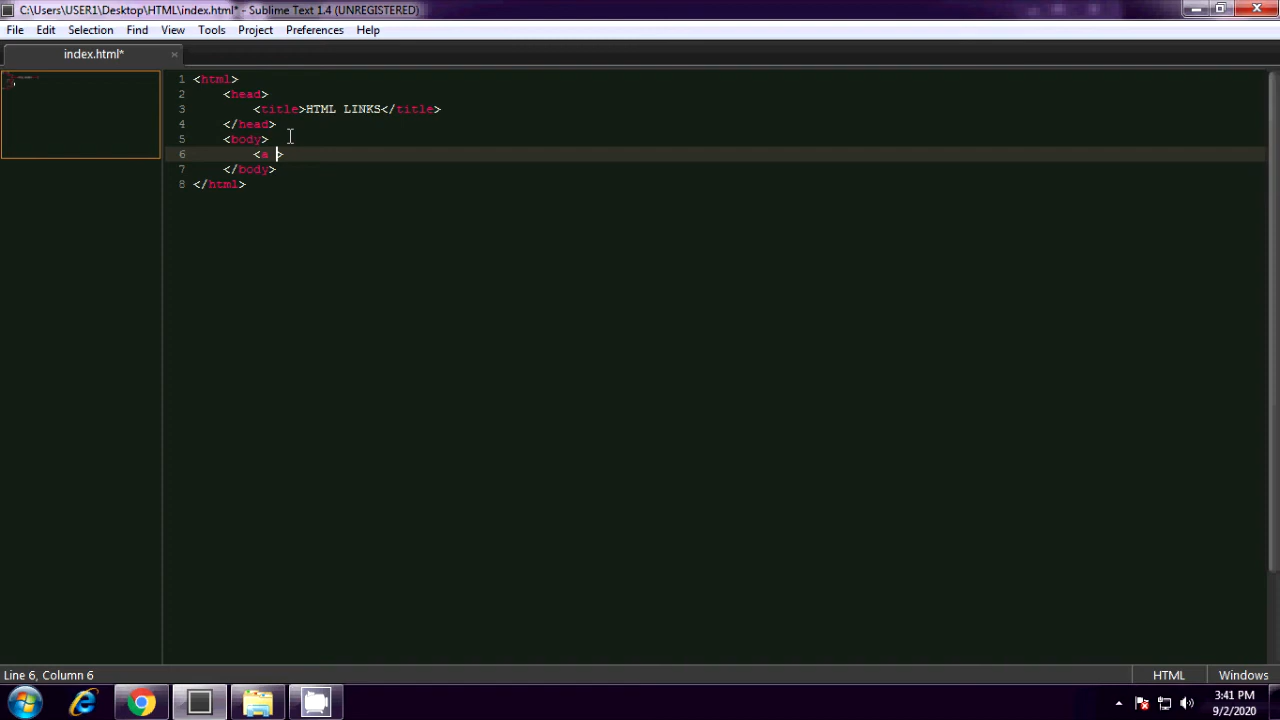 C:\Users\USER1\Desktop\HTML\index.html* - Sublime Text 1.4 (UNREGISTERED)
File Edit Selection Find View Tools Project Preferences Help
index.html*
1 <html>
2 <head>
3 <title>HTML LINKS</title>
4 </head>
5 <body>
6 <a >
7 </body>
8 </html>
Line 6, Column 6
HTML
Windows
3:41 PM
9/2/2020